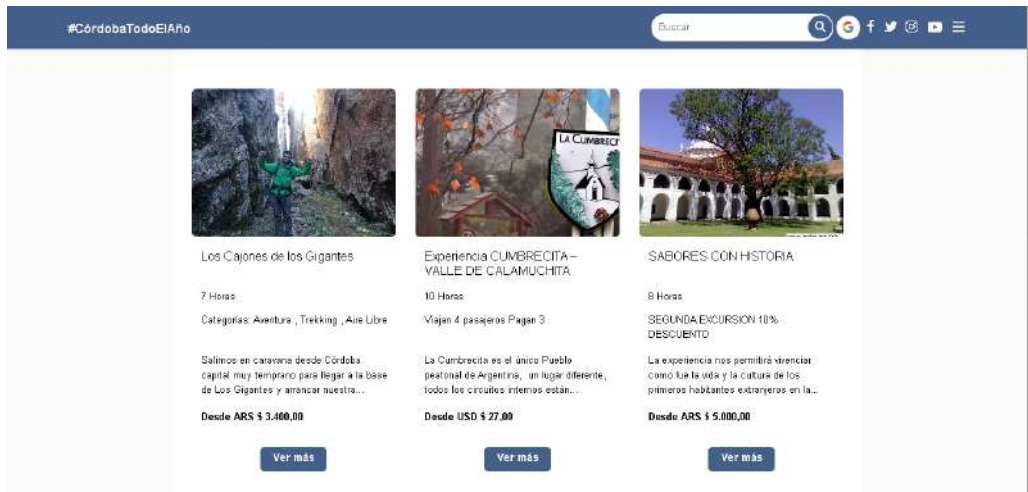 #CórdobaTodoElAño
Buscar
LA CUMBRECI
Los Cajones de los Gigantes
7 Horas
Categorías: Aventura , Trekking , Aire Libre
Salimos en caravana desde Córdoba
capital muy temprano para llegar a la base
de Los Gigantes y arrancar nuestra...
Desde ARS $ 3.400,00
Ver más
Experiencia CUMBRECITA –
VALLE DE CALAMUCHITA
10 Horas
Viajan 4 pasajeros Pagan 3
La Cumbrecita es el único Pueblo
peatonal de Argentina, un lugar diferente,
todos los circuitos internos están...
Desde USD $ 27,00
Ver más
SABORES CON HISTORIA
8 Horas
SEGUNDA EXCURSION 10%
DESCUENTO
La experiencia nos permitirá vivenciar
como fue la vida y la cultura de los
primeros habitantes extranjeros en la...
Desde ARS $ 5.000,00
Ver más